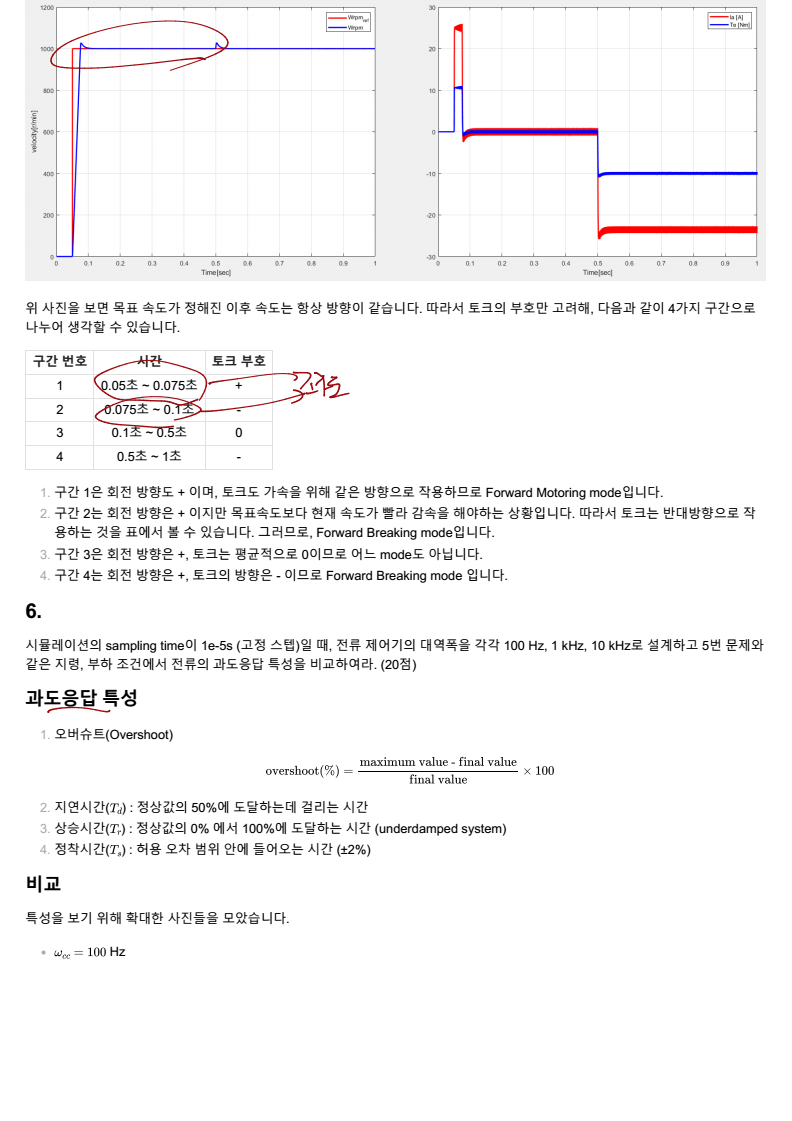 1200
1000
800
600
400
200
0
velocity[r/min]
0 0.1 0.2 0.3 0.4 0.5 0.6 0.7 0.8 0.9 1
Time[sec]
Wrpm_ref
Wrpm
30
20
10
0
-10
-20
-30
0 0.1 0.2 0.3 0.4 0.5 0.6 0.7 0.8 0.9 1
Time[sec]
Ia [A]
Te [Nm]
위 사진을 보면 목표 속도가 정해진 이후 속도는 항상 방향이 같습니다. 따라서 토크의 부호만 고려해, 다음과 같이 4가지 구간으로
나누어 생각할 수 있습니다.
구간 번호 시간 토크 부호
1 0.05초 ~ 0.075초 +
2 0.075초 ~ 0.1초 -
3 0.1초 ~ 0.5초 0
4 0.5초 ~ 1초 -
1. 구간 1은 회전 방향도 + 이며, 토크도 가속을 위해 같은 방향으로 작용하므로 Forward Motoring mode입니다.
2. 구간 2는 회전 방향은 + 이지만 목표속도보다 현재 속도가 빨라 감속을 해야하는 상황입니다. 따라서 토크는 반대방향으로 작
용하는 것을 표에서 볼 수 있습니다. 그러므로, Forward Breaking mode입니다.
3. 구간 3은 회전 방향은 +, 토크는 평균적으로 0이므로 어느 mode도 아닙니다.
4. 구간 4는 회전 방향은 +, 토크의 방향은 - 이므로 Forward Breaking mode 입니다.
6.
시뮬레이션의 sampling time이 1e-5s (고정 스텝)일 때, 전류 제어기의 대역폭을 각각 100 Hz, 1 kHz, 10 kHz로 설계하고 5번 문제와
같은 지령, 부하 조건에서 전류의 과도응답 특성을 비교하여라. (20점)
과도응답 특성
1. 오버슈트(Overshoot)
overshoot(%) = (maximum value - final value) / (final value) × 100
2. 지연시간(T_d) : 정상값의 50%에 도달하는데 걸리는 시간
3. 상승시간(T_r) : 정상값의 0% 에서 100%에 도달하는 시간 (underdamped system)
4. 정착시간(T_s) : 허용 오차 범위 안에 들어오는 시간 (±2%)
비교
특성을 보기 위해 확대한 사진들을 모았습니다.
• ω_cc = 100 Hz